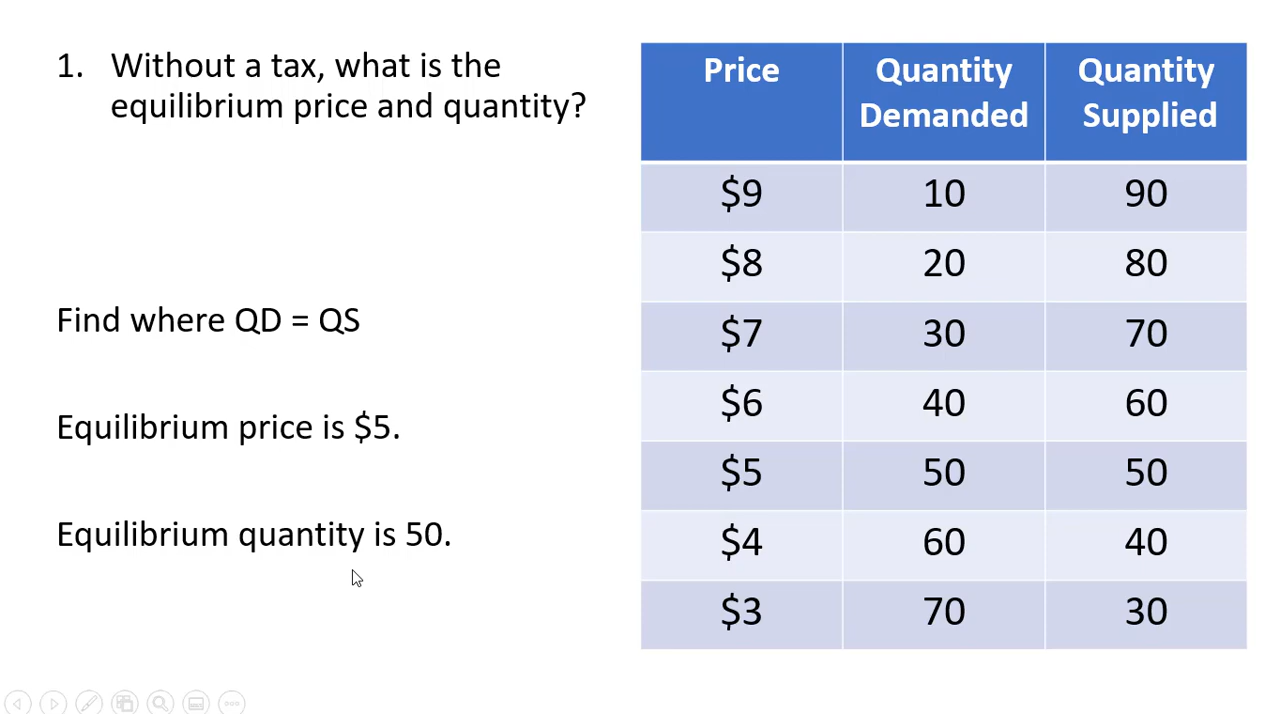 1. Without a tax, what is the
equilibrium price and quantity?
Find where QD = QS
Equilibrium price is $5.
Equilibrium quantity is 50.
Price Quantity Quantity
Demanded Supplied
$9 10 90
$8 20 80
$7 30 70
$6 40 60
$5 50 50
$4 60 40
$3 70 30